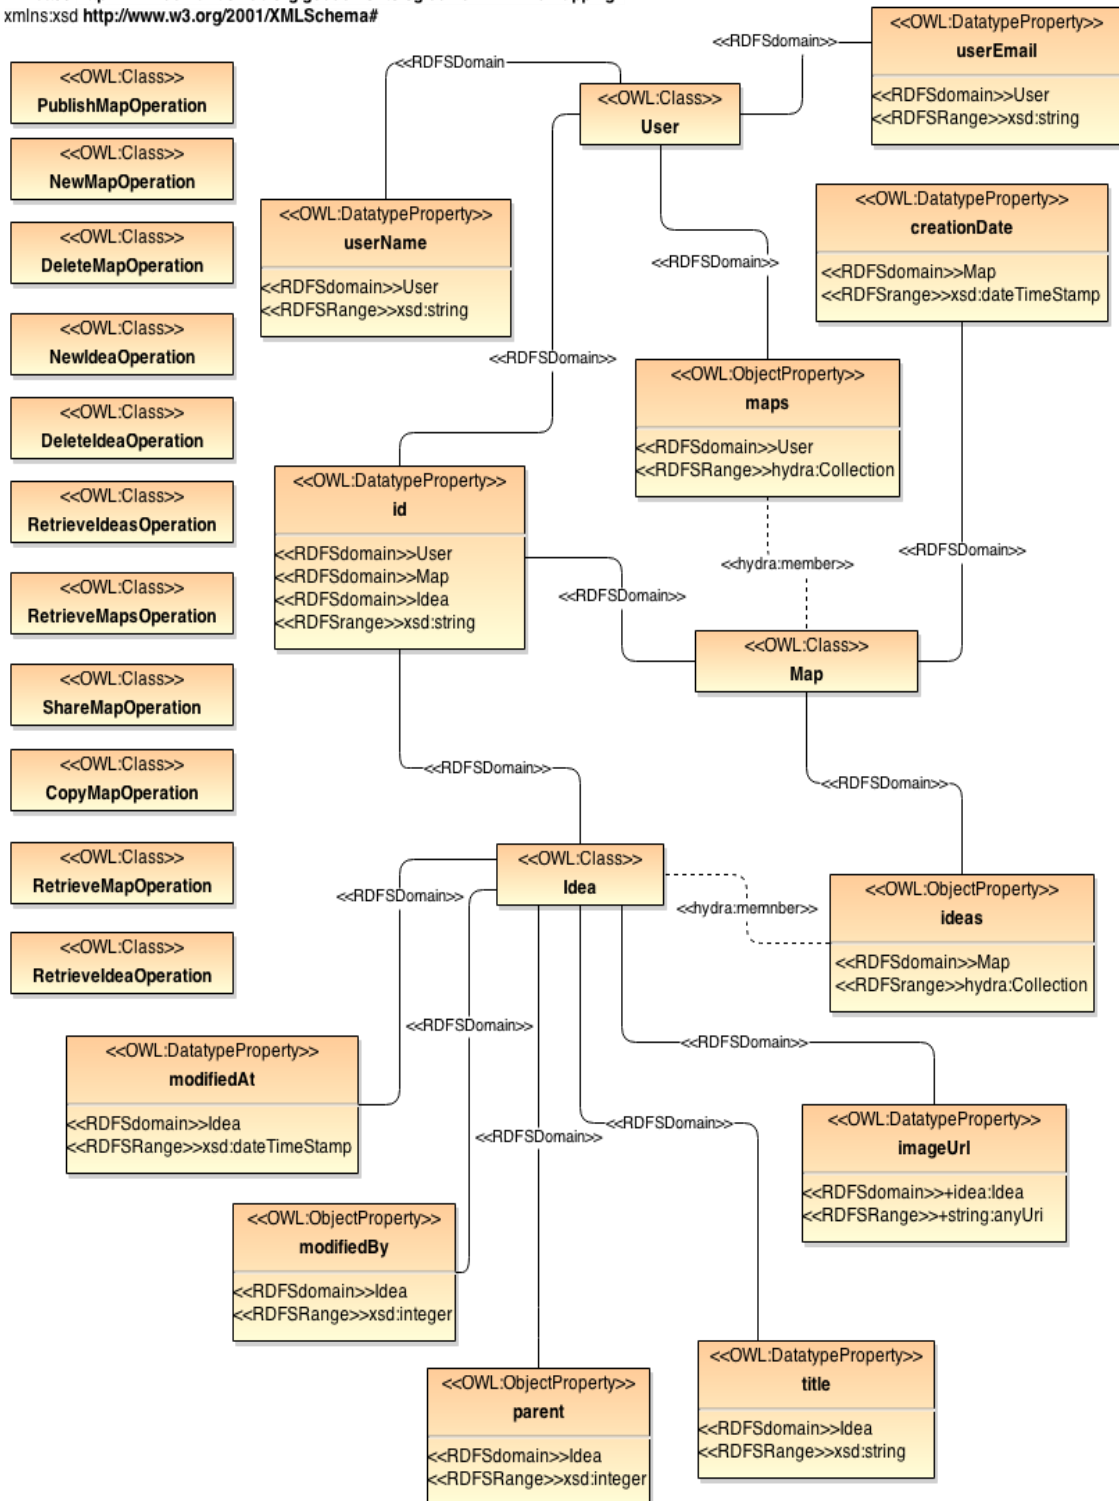 xmlns:xsd http://www.w3.org/2001/XMLSchema#
<<OWL:Class>>
PublishMapOperation
<<OWL:Class>>
NewMapOperation
<<OWL:Class>>
DeleteMapOperation
<<OWL:Class>>
NewIdeaOperation
<<OWL:Class>>
DeleteIdeaOperation
<<OWL:Class>>
RetrieveIdeasOperation
<<OWL:Class>>
RetrieveMapsOperation
<<OWL:Class>>
ShareMapOperation
<<OWL:Class>>
CopyMapOperation
<<OWL:Class>>
RetrieveMapOperation
<<OWL:Class>>
RetrieveIdeaOperation
<<RDFSDomain
<<OWL:Class>>
User
<<RDFSdomain>>
<<OWL:DatatypeProperty>>
userEmail
<<RDFSdomain>>User
<<RDFSRange>>xsd:string
<<OWL:DatatypeProperty>>
userName
<<RDFSdomain>>User
<<RDFSRange>>xsd:string
<<RDFSDomain>>
<<OWL:DatatypeProperty>>
creationDate
<<RDFSdomain>>Map
<<RDFSrange>>xsd:dateTimeStamp
<<RDFSDomain>>
<<OWL:ObjectProperty>>
maps
<<RDFSdomain>>User
<<RDFSRange>>hydra:Collection
<<OWL:DatatypeProperty>>
id
<<RDFSdomain>>User
<<RDFSdomain>>Map
<<RDFSdomain>>Idea
<<RDFSrange>>xsd:string
<<hydra:member>>
<<RDFSDomain>>
<<RDFSDomain>>
<<OWL:Class>>
Map
<<RDFSDomain>>
<<RDFSDomain>>
<<OWL:Class>>
Idea
<<hydra:memnber>>
<<OWL:ObjectProperty>>
ideas
<<RDFSdomain>>Map
<<RDFSrange>>hydra:Collection
<<RDFSDomain>>
<<RDFSDomain>>
<<RDFSDomain>>
<<OWL:DatatypeProperty>>
modifiedAt
<<RDFSdomain>>Idea
<<RDFSRange>>xsd:dateTimeStamp
<<RDFSDomain>>
<<RDFSDomain>>
<<OWL:DatatypeProperty>>
imageUrl
<<RDFSdomain>>+idea:Idea
<<RDFSRange>>+string:anyUri
<<OWL:ObjectProperty>>
modifiedBy
<<RDFSdomain>>Idea
<<RDFSRange>>xsd:integer
<<OWL:ObjectProperty>>
parent
<<RDFSdomain>>Idea
<<RDFSRange>>xsd:integer
<<OWL:DatatypeProperty>>
title
<<RDFSdomain>>Idea
<<RDFSRange>>xsd:string